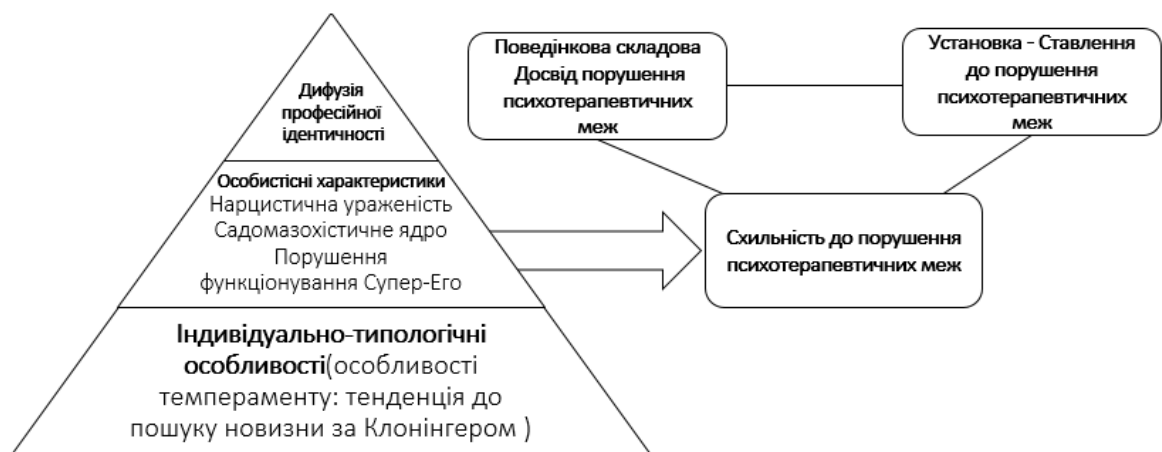 Дифузія
професійної
ідентичності
Особистісні характеристики
Нарцистична ураженість
Садомазохістичне ядро
Порушення
функціонування Супер-Его
Індивідуально-типологічні
особливості(особливості
темпераменту: тенденція до
пошуку новизни за Клонінгером )
Поведінкова складова
Досвід порушення
психотерапевтичних
меж
Установка - Ставлення
до порушення
психотерапевтичних
меж
Схильність до порушення
психотерапевтичних меж